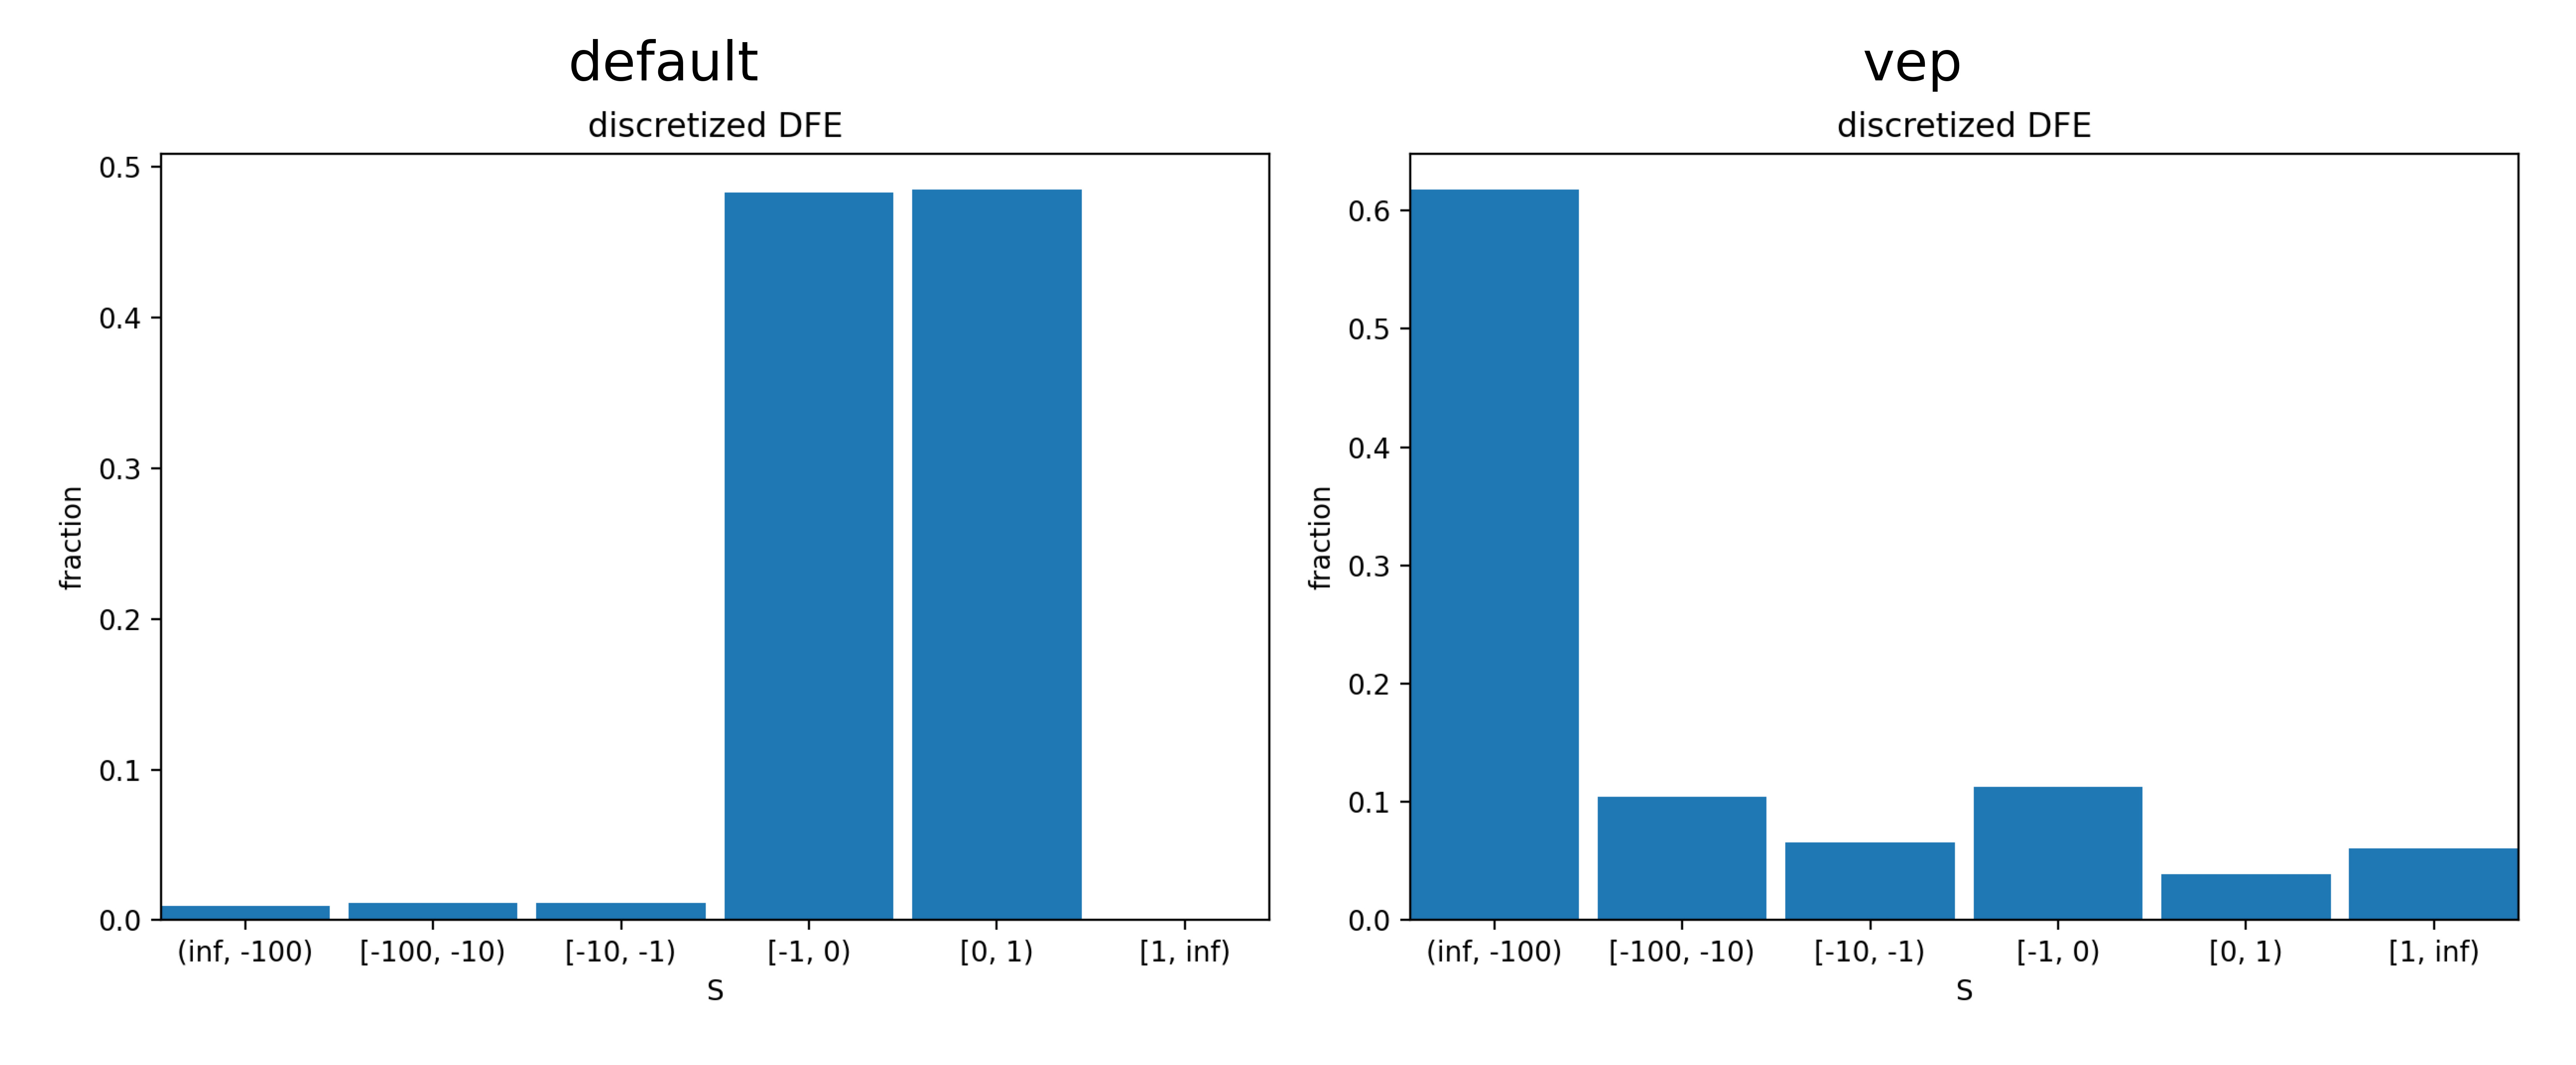 default
discretized DFE
0.5
0.4
0.3
0.2
0.1
0.0
fraction
(inf, -100)
[-100, -10)
[-10, -1)
[-1, 0)
[0, 1)
[1, inf)
S
vep
discretized DFE
0.6
0.5
0.4
0.3
0.2
0.1
0.0
fraction
(inf, -100)
[-100, -10)
[-10, -1)
[-1, 0)
[0, 1)
[1, inf)
S